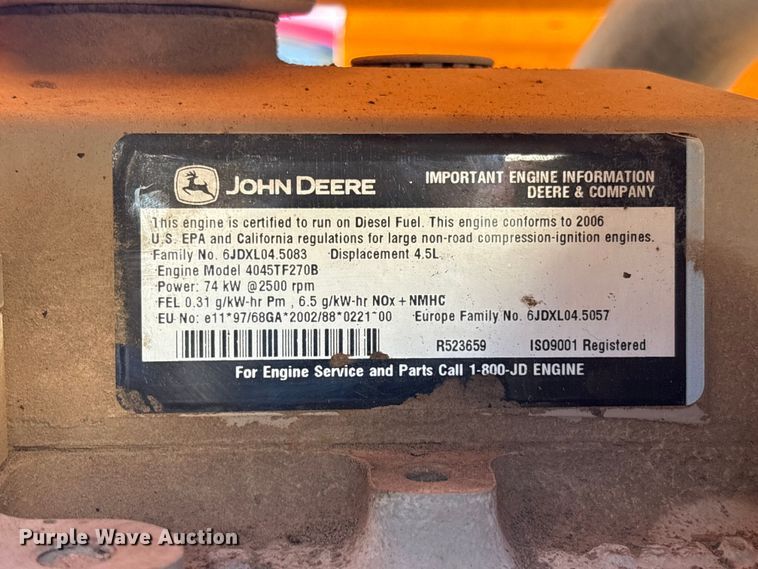 JOHN DEERE
IMPORTANT ENGINE INFORMATION
DEERE & COMPANY
This engine is certified to run on Diesel Fuel. This engine conforms to 2006
U.S. EPA and California regulations for large non-road compression-ignition engines.
Family No. 6JDXL04.5083 Displacement 4.5L
Engine Model 4045TF270B
Power: 74 kW @2500 rpm
FEL 0.31 g/kW-hr Pm , 6.5 g/kW-hr NOx + NMHC
EU No: e11*97/68GA*2002/88*0221*00 Europe Family No. 6JDXL04.5057
R523659 ISO9001 Registered
For Engine Service and Parts Call 1-800-JD ENGINE
Purple Wave Auction